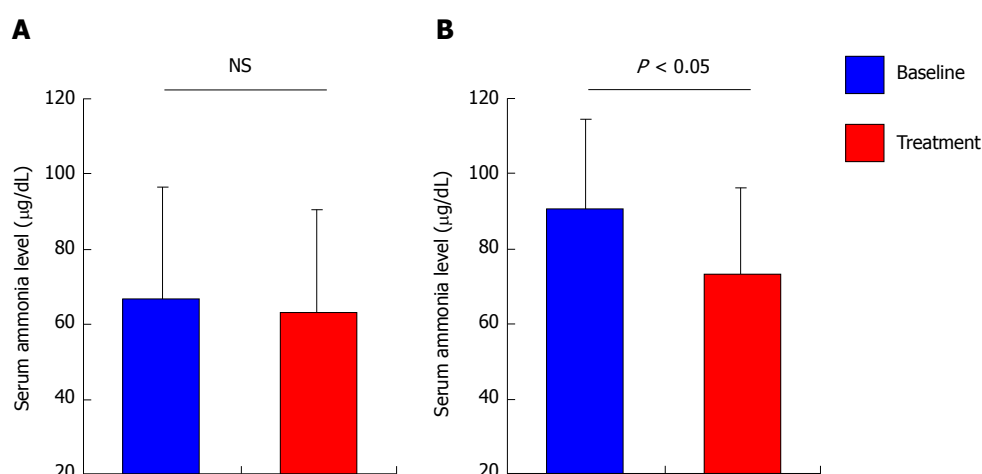 A
NS
120
100
80
60
40
20
Serum ammonia level (μg/dL)
B
P < 0.05
120
100
80
60
40
20
Serum ammonia level (μg/dL)
Baseline
Treatment